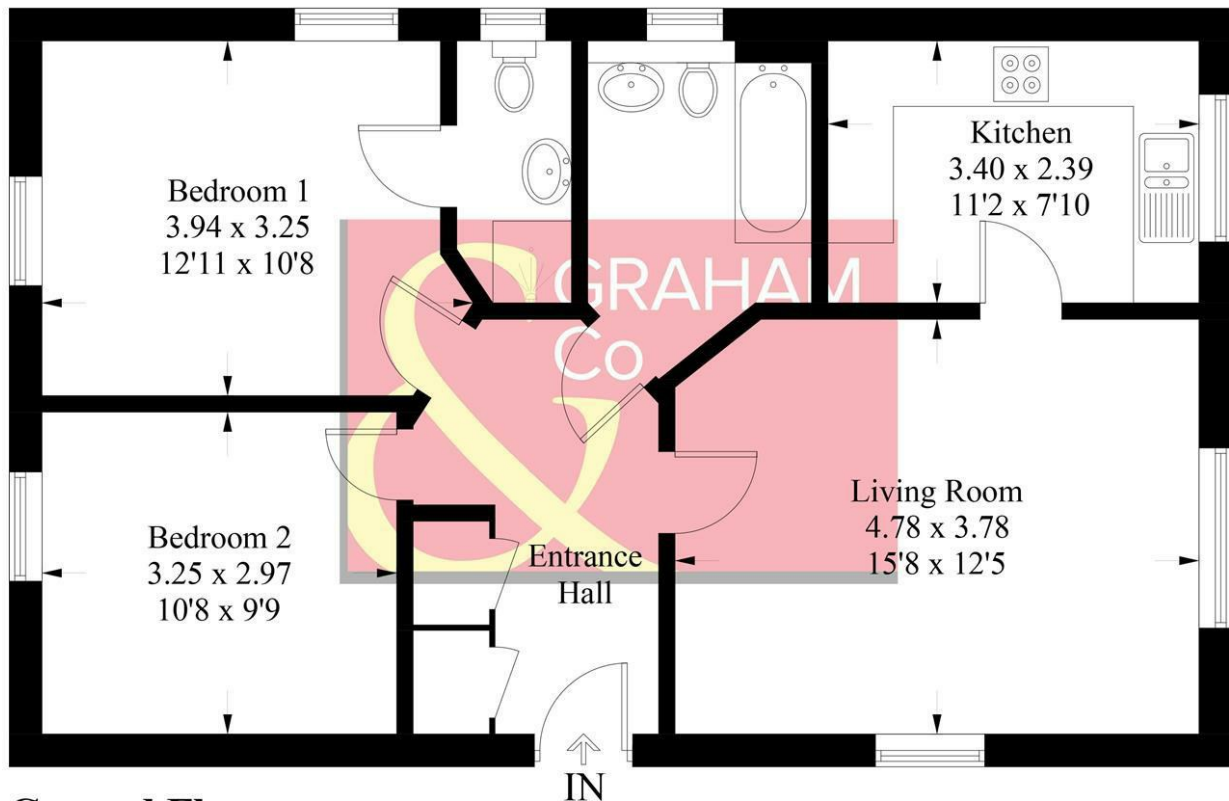 Bedroom 1
3.94 x 3.25
12'11 x 10'8
Kitchen
3.40 x 2.39
11'2 x 7'10
& GRAHAM
Co
Bedroom 2
3.25 x 2.97
10'8 x 9'9
Entrance
Hall
Living Room
4.78 x 3.78
15'8 x 12'5
IN